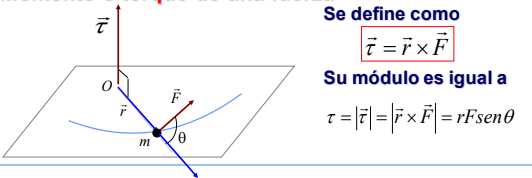 Se define como
τ⃗ = r⃗ × F⃗
Su módulo es igual a
τ = |τ⃗| = |r⃗ × F⃗| = rFsenθ
τ⃗
O
r⃗
F⃗
m
θ